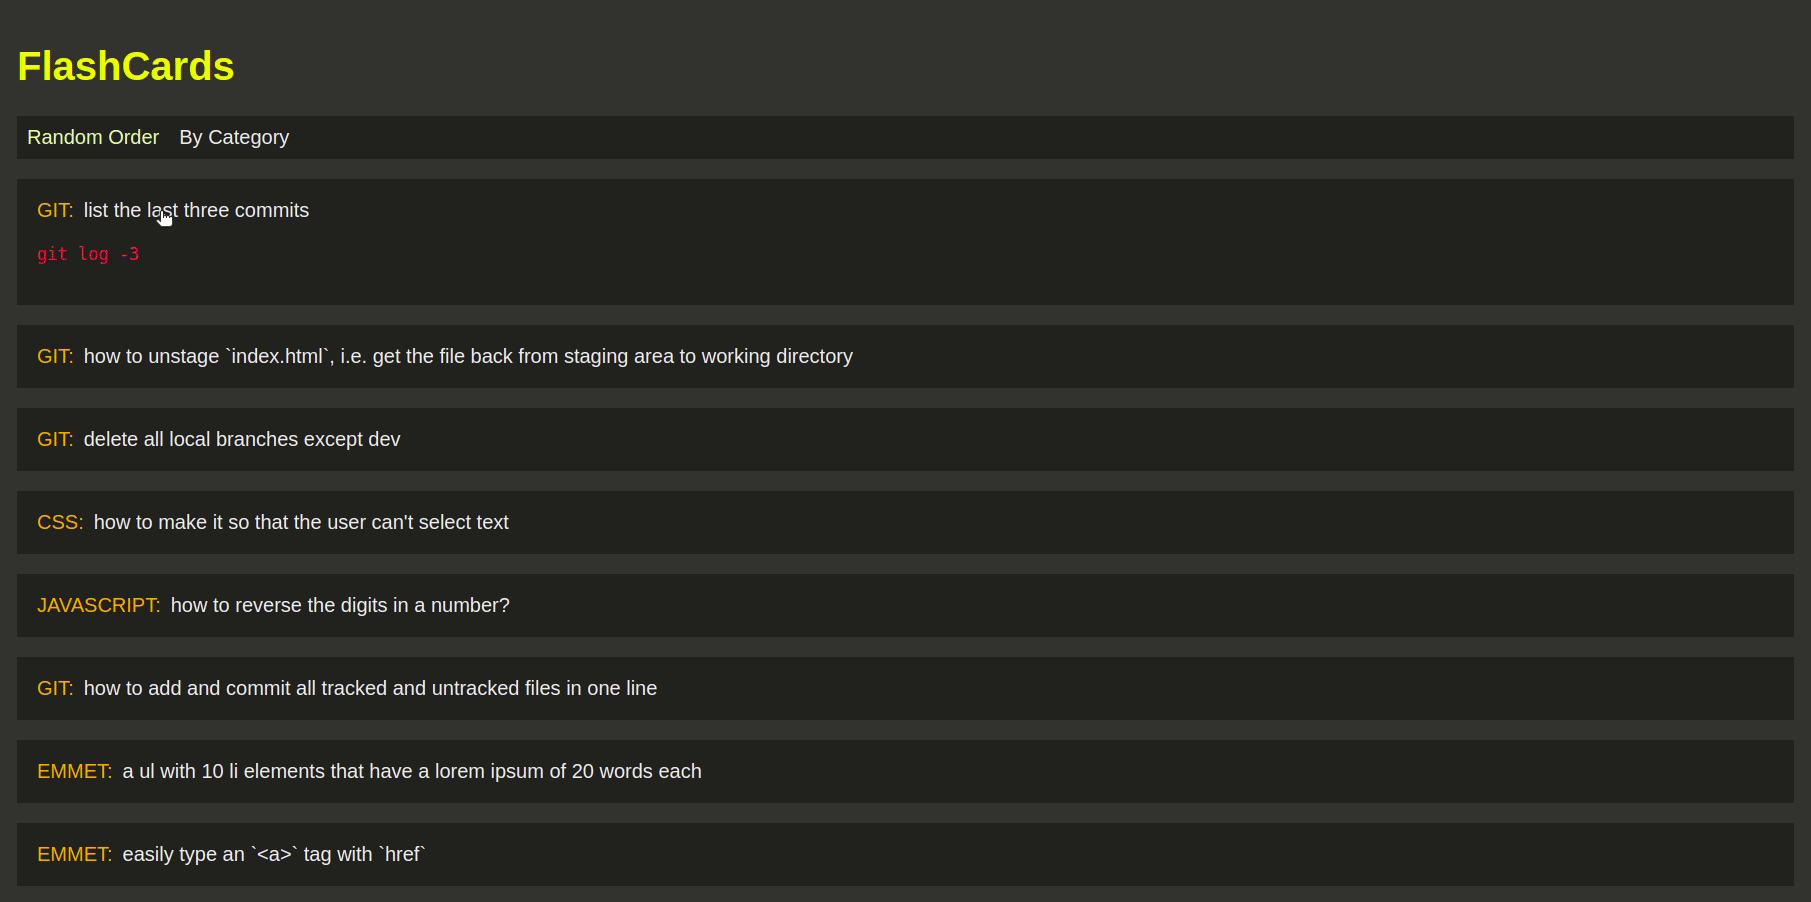 FlashCards
Random Order By Category
GIT: list the last three commits
git log -3
GIT: how to unstage `index.html`, i.e. get the file back from staging area to working directory
GIT: delete all local branches except dev
CSS: how to make it so that the user can't select text
JAVASCRIPT: how to reverse the digits in a number?
GIT: how to add and commit all tracked and untracked files in one line
EMMET: a ul with 10 li elements that have a lorem ipsum of 20 words each
EMMET: easily type an `<a>` tag with `href`